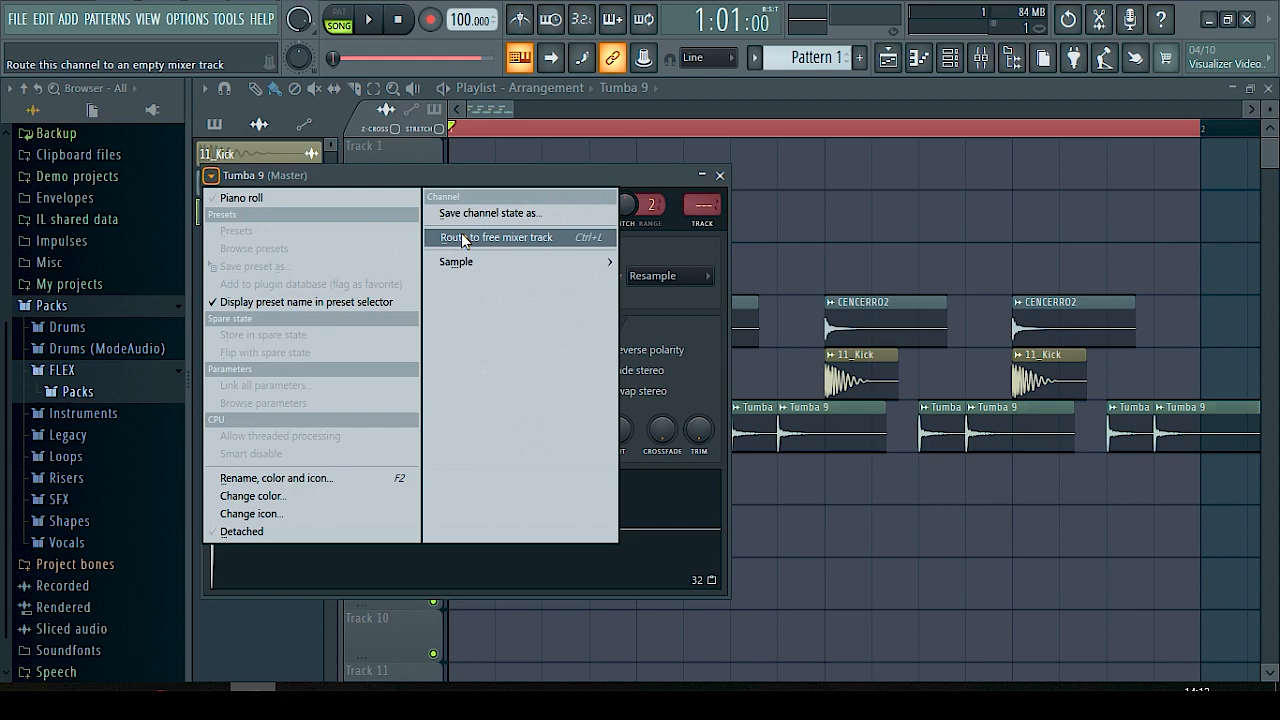 FILE EDIT ADD PATTERNS VIEW OPTIONS TOOLS HELP
PAT
SONG
100.000
3.2
1:01:00
B:S:T
1
84 MB
1
Route this channel to an empty mixer track
Line
Pattern 1
04/10
Visualizer Video..
Browser - All
Playlist - Arrangement
Tumba 9
Z-CROSS
STRETCH
2
Backup
Clipboard files
Demo projects
Envelopes
IL shared data
Impulses
Misc
My projects
Packs
Drums
Drums (ModeAudio)
FLEX
Packs
Instruments
Legacy
Loops
Risers
SFX
Shapes
Vocals
Project bones
Recorded
Rendered
Sliced audio
Soundfonts
Speech
11_Kick
Track 1
Tumba 9 (Master)
Piano roll
Presets
Presets
Browse presets
Save preset as...
Add to plugin database (flag as favorite)
Display preset name in preset selector
Spare state
Store in spare state
Flip with spare state
Parameters
Link all parameters...
Browse parameters
CPU
Allow threaded processing
Smart disable
Rename, color and icon... F2
Change color...
Change icon...
Detached
Channel
Save channel state as...
Route to free mixer track Ctrl+L
Sample
RANGE
2
---
TRACK
Resample
CROSSFADE
TRIM
32
CENCERRO2
CENCERRO2
11_Kick
11_Kick
Tumba
Tumba 9
Tumba
Tumba 9
Tumba
Tumba 9
Track 10
Track 11